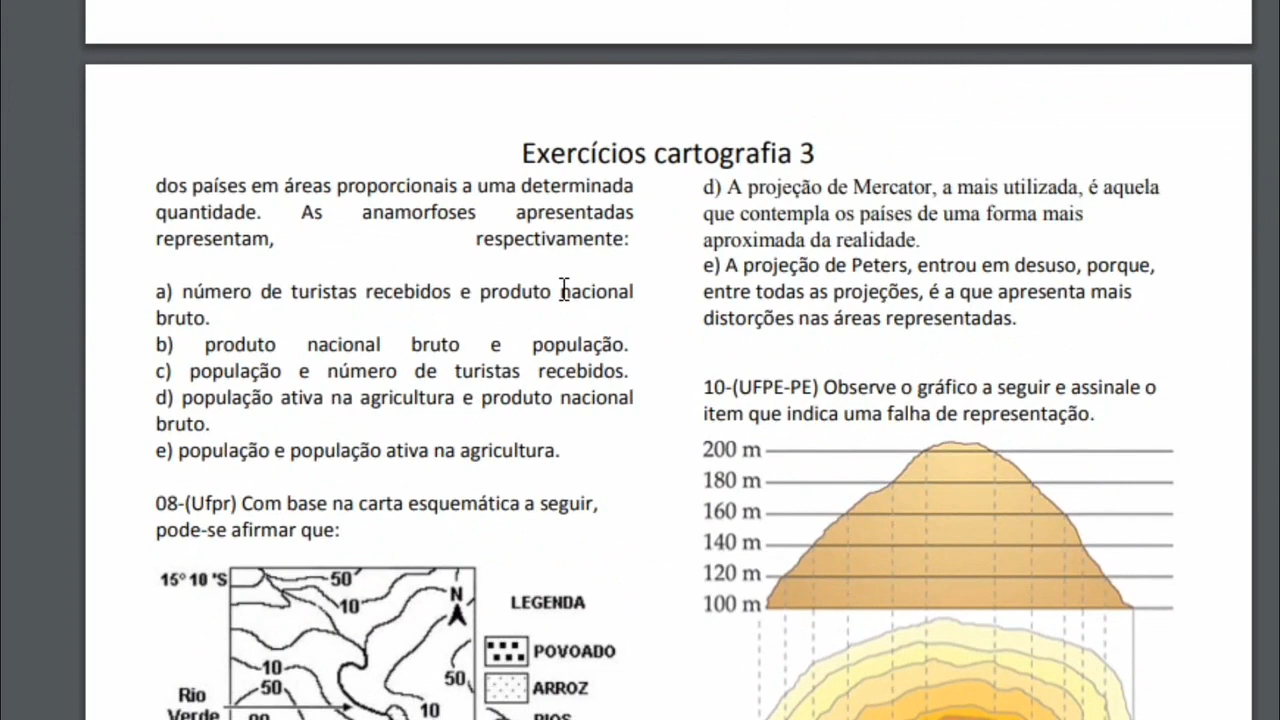 Exercícios cartografia 3
dos países em áreas proporcionais a uma determinada
quantidade. As anamorfoses apresentadas
representam, respectivamente:
a) número de turistas recebidos e produto nacional
bruto.
b) produto nacional bruto e população.
c) população e número de turistas recebidos.
d) população ativa na agricultura e produto nacional
bruto.
e) população e população ativa na agricultura.
08-(Ufpr) Com base na carta esquemática a seguir,
pode-se afirmar que:
15° 10 'S
50
10
N
LEGENDA
10
50
50
10
Rio
Verde
POVOADO
ARROZ
RIOS
d) A projeção de Mercator, a mais utilizada, é aquela
que contempla os países de uma forma mais
aproximada da realidade.
e) A projeção de Peters, entrou em desuso, porque,
entre todas as projeções, é a que apresenta mais
distorções nas áreas representadas.
10-(UFPE-PE) Observe o gráfico a seguir e assinale o
item que indica uma falha de representação.
200 m
180 m
160 m
140 m
120 m
100 m